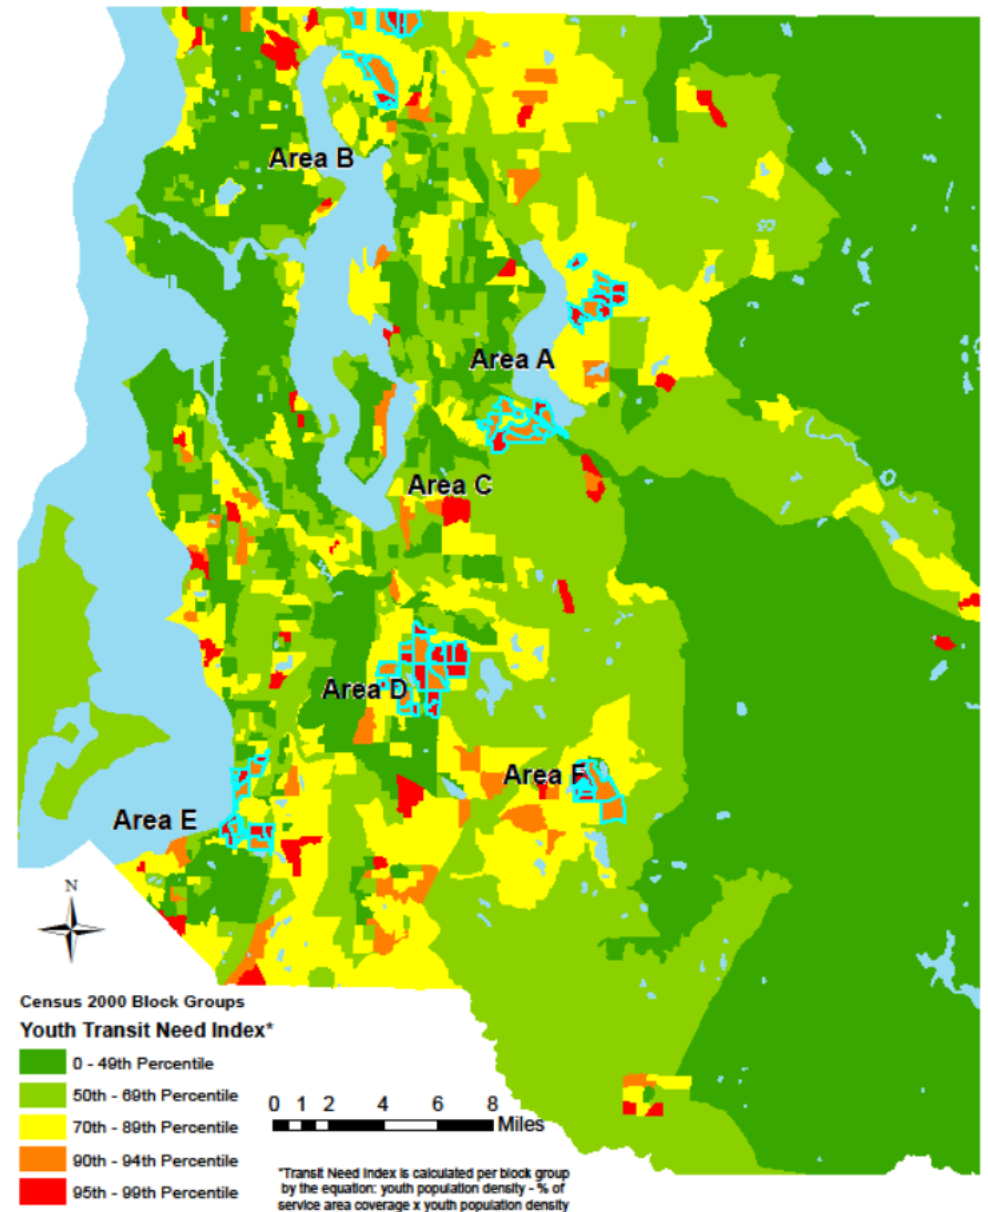 Area B
Area A
Area C
Area D
Area F
Area E
N
Census 2000 Block Groups
Youth Transit Need Index*
0 - 49th Percentile
50th - 69th Percentile
70th - 89th Percentile
90th - 94th Percentile
95th - 99th Percentile
0 1 2 4 6 8
Miles
*Transit Need Index is calculated per block group
by the equation: youth population density - % of
service area coverage x youth population density